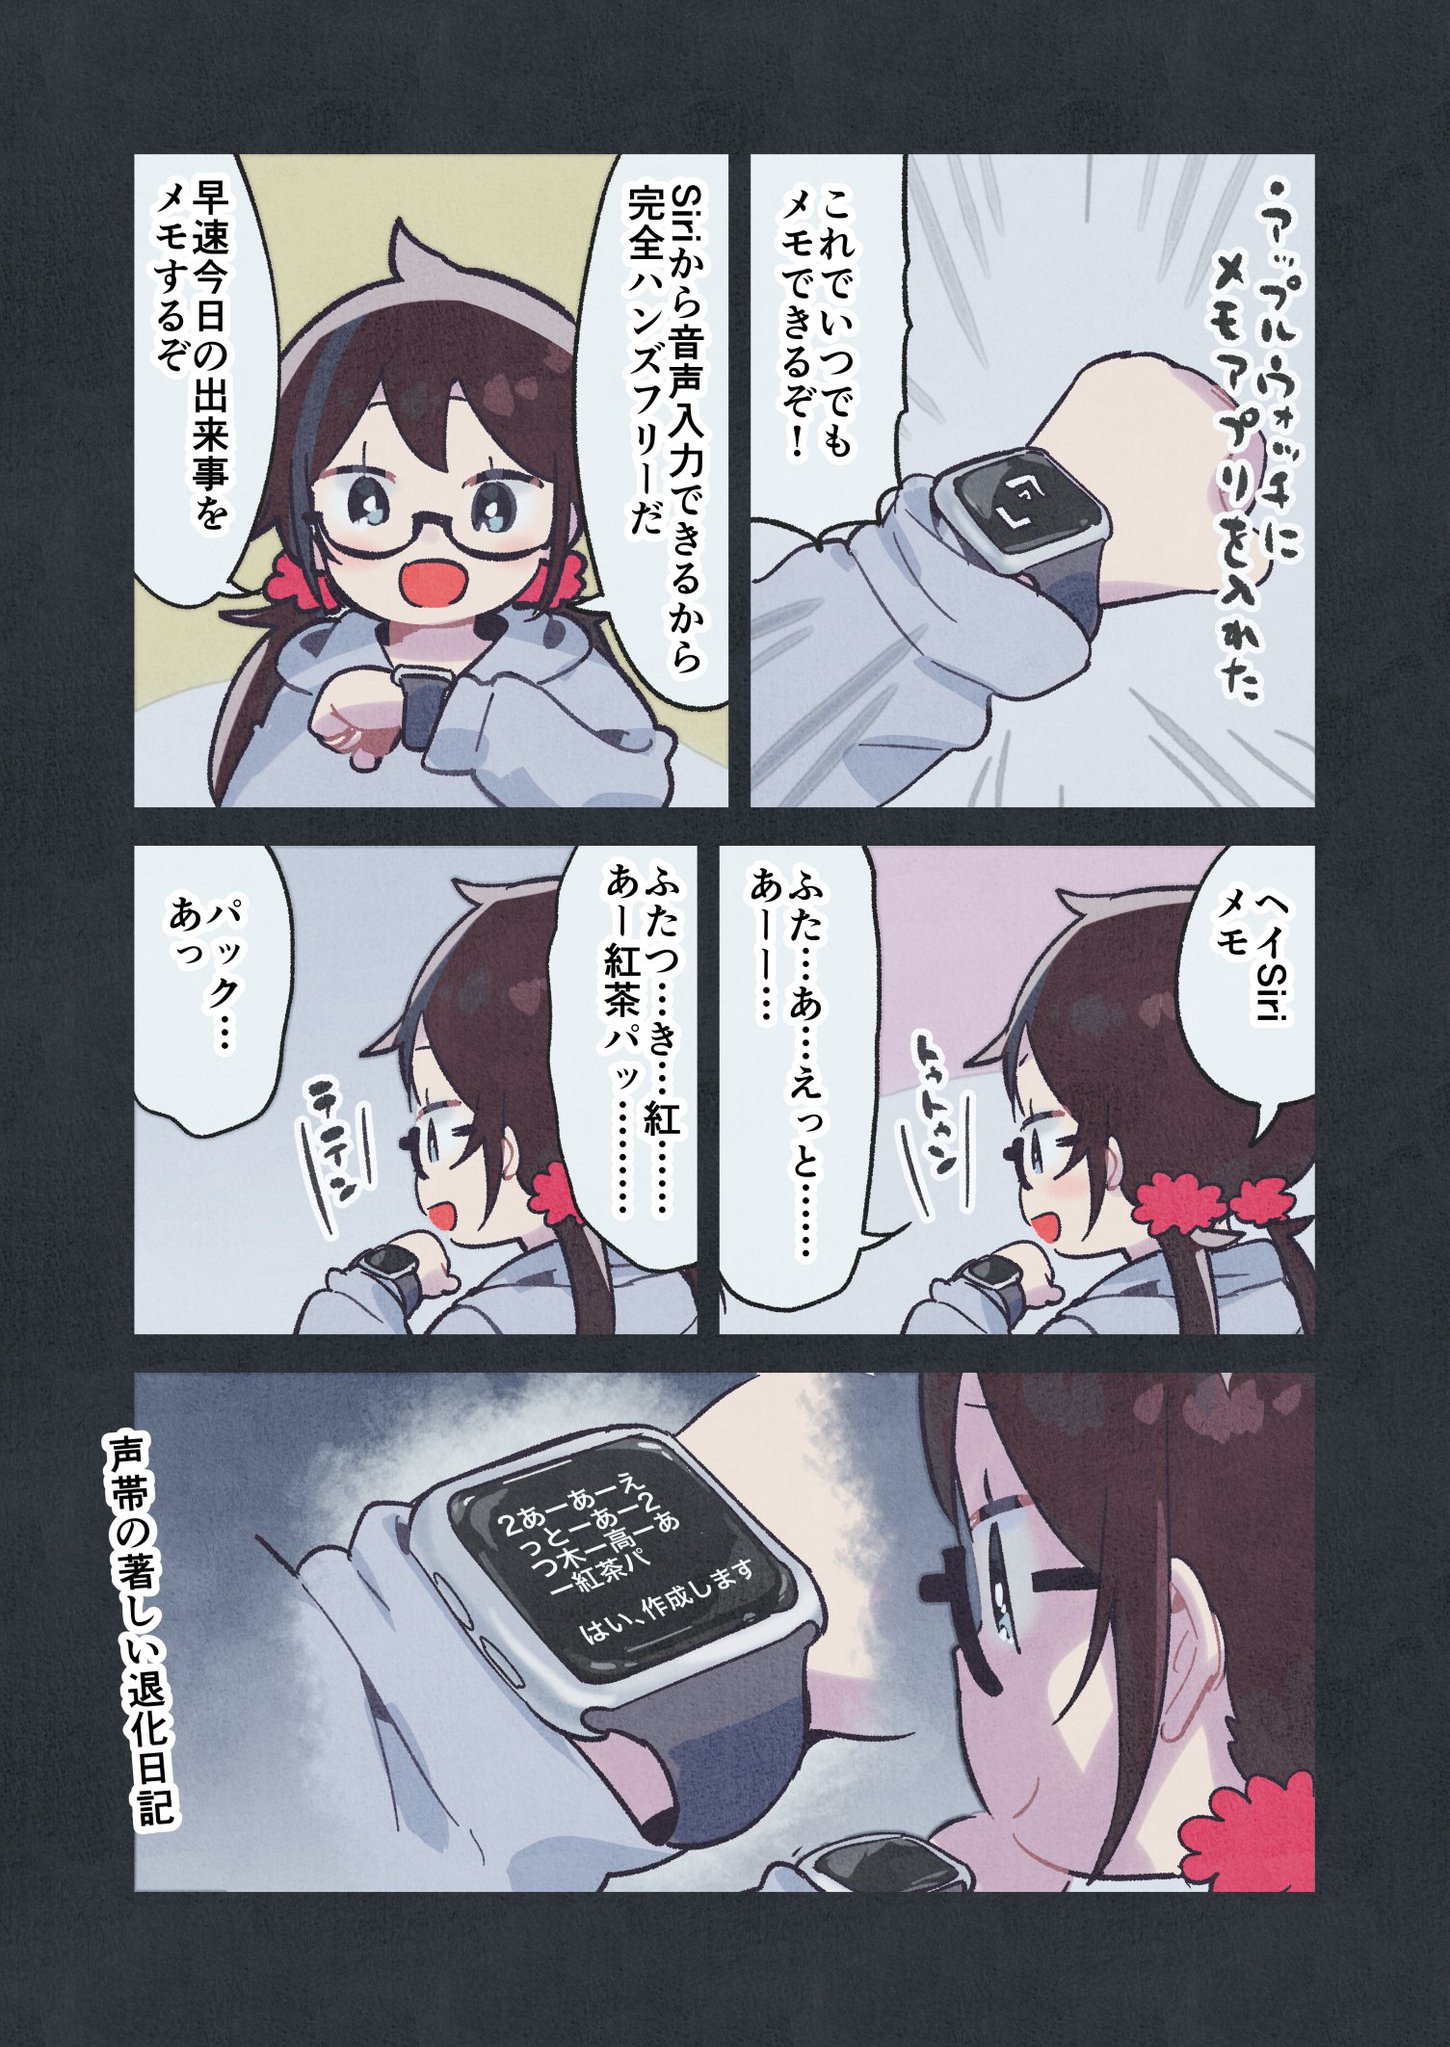 ・アップルウォッチに
メモアプリを入れた
これでいつでも
メモできるぞ！
Siriから音声入力できるから
完全ハンズフリーだ
早速今日の出来事を
メモするぞ
ヘイSiri
メモ
トゥトゥン
ふた…あ…えっと……
あーー…
ふたつ…き…紅……
あー紅茶パッ………
テテン
パック…
あっ
2あーあーえ
っとーあー2
つ木ー高ーぁ
ー紅茶パ
はい、作成します
声帯の著しい退化日記